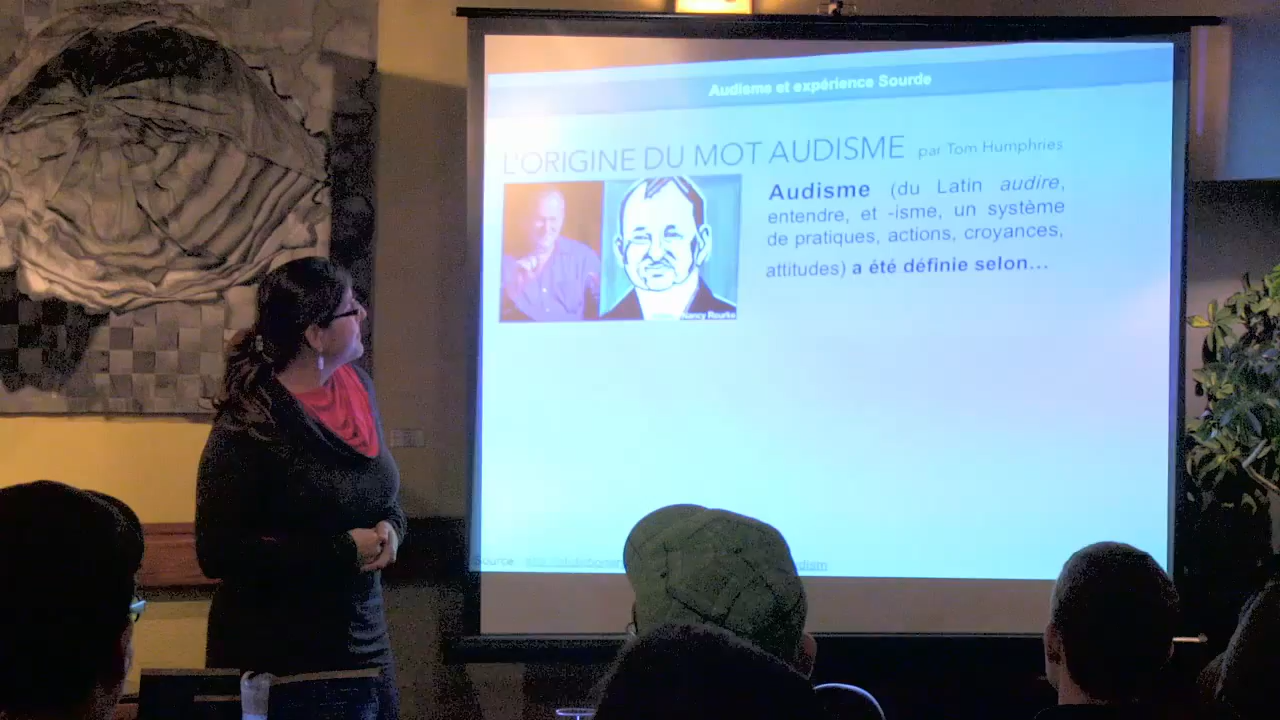 Audisme et expérience Sourde
L'ORIGINE DU MOT AUDISME par Tom Humphries
Audisme (du Latin audire,
entendre, et -isme, un système
de pratiques, actions, croyances,
attitudes) a été définie selon...
Nancy Rourke
Source